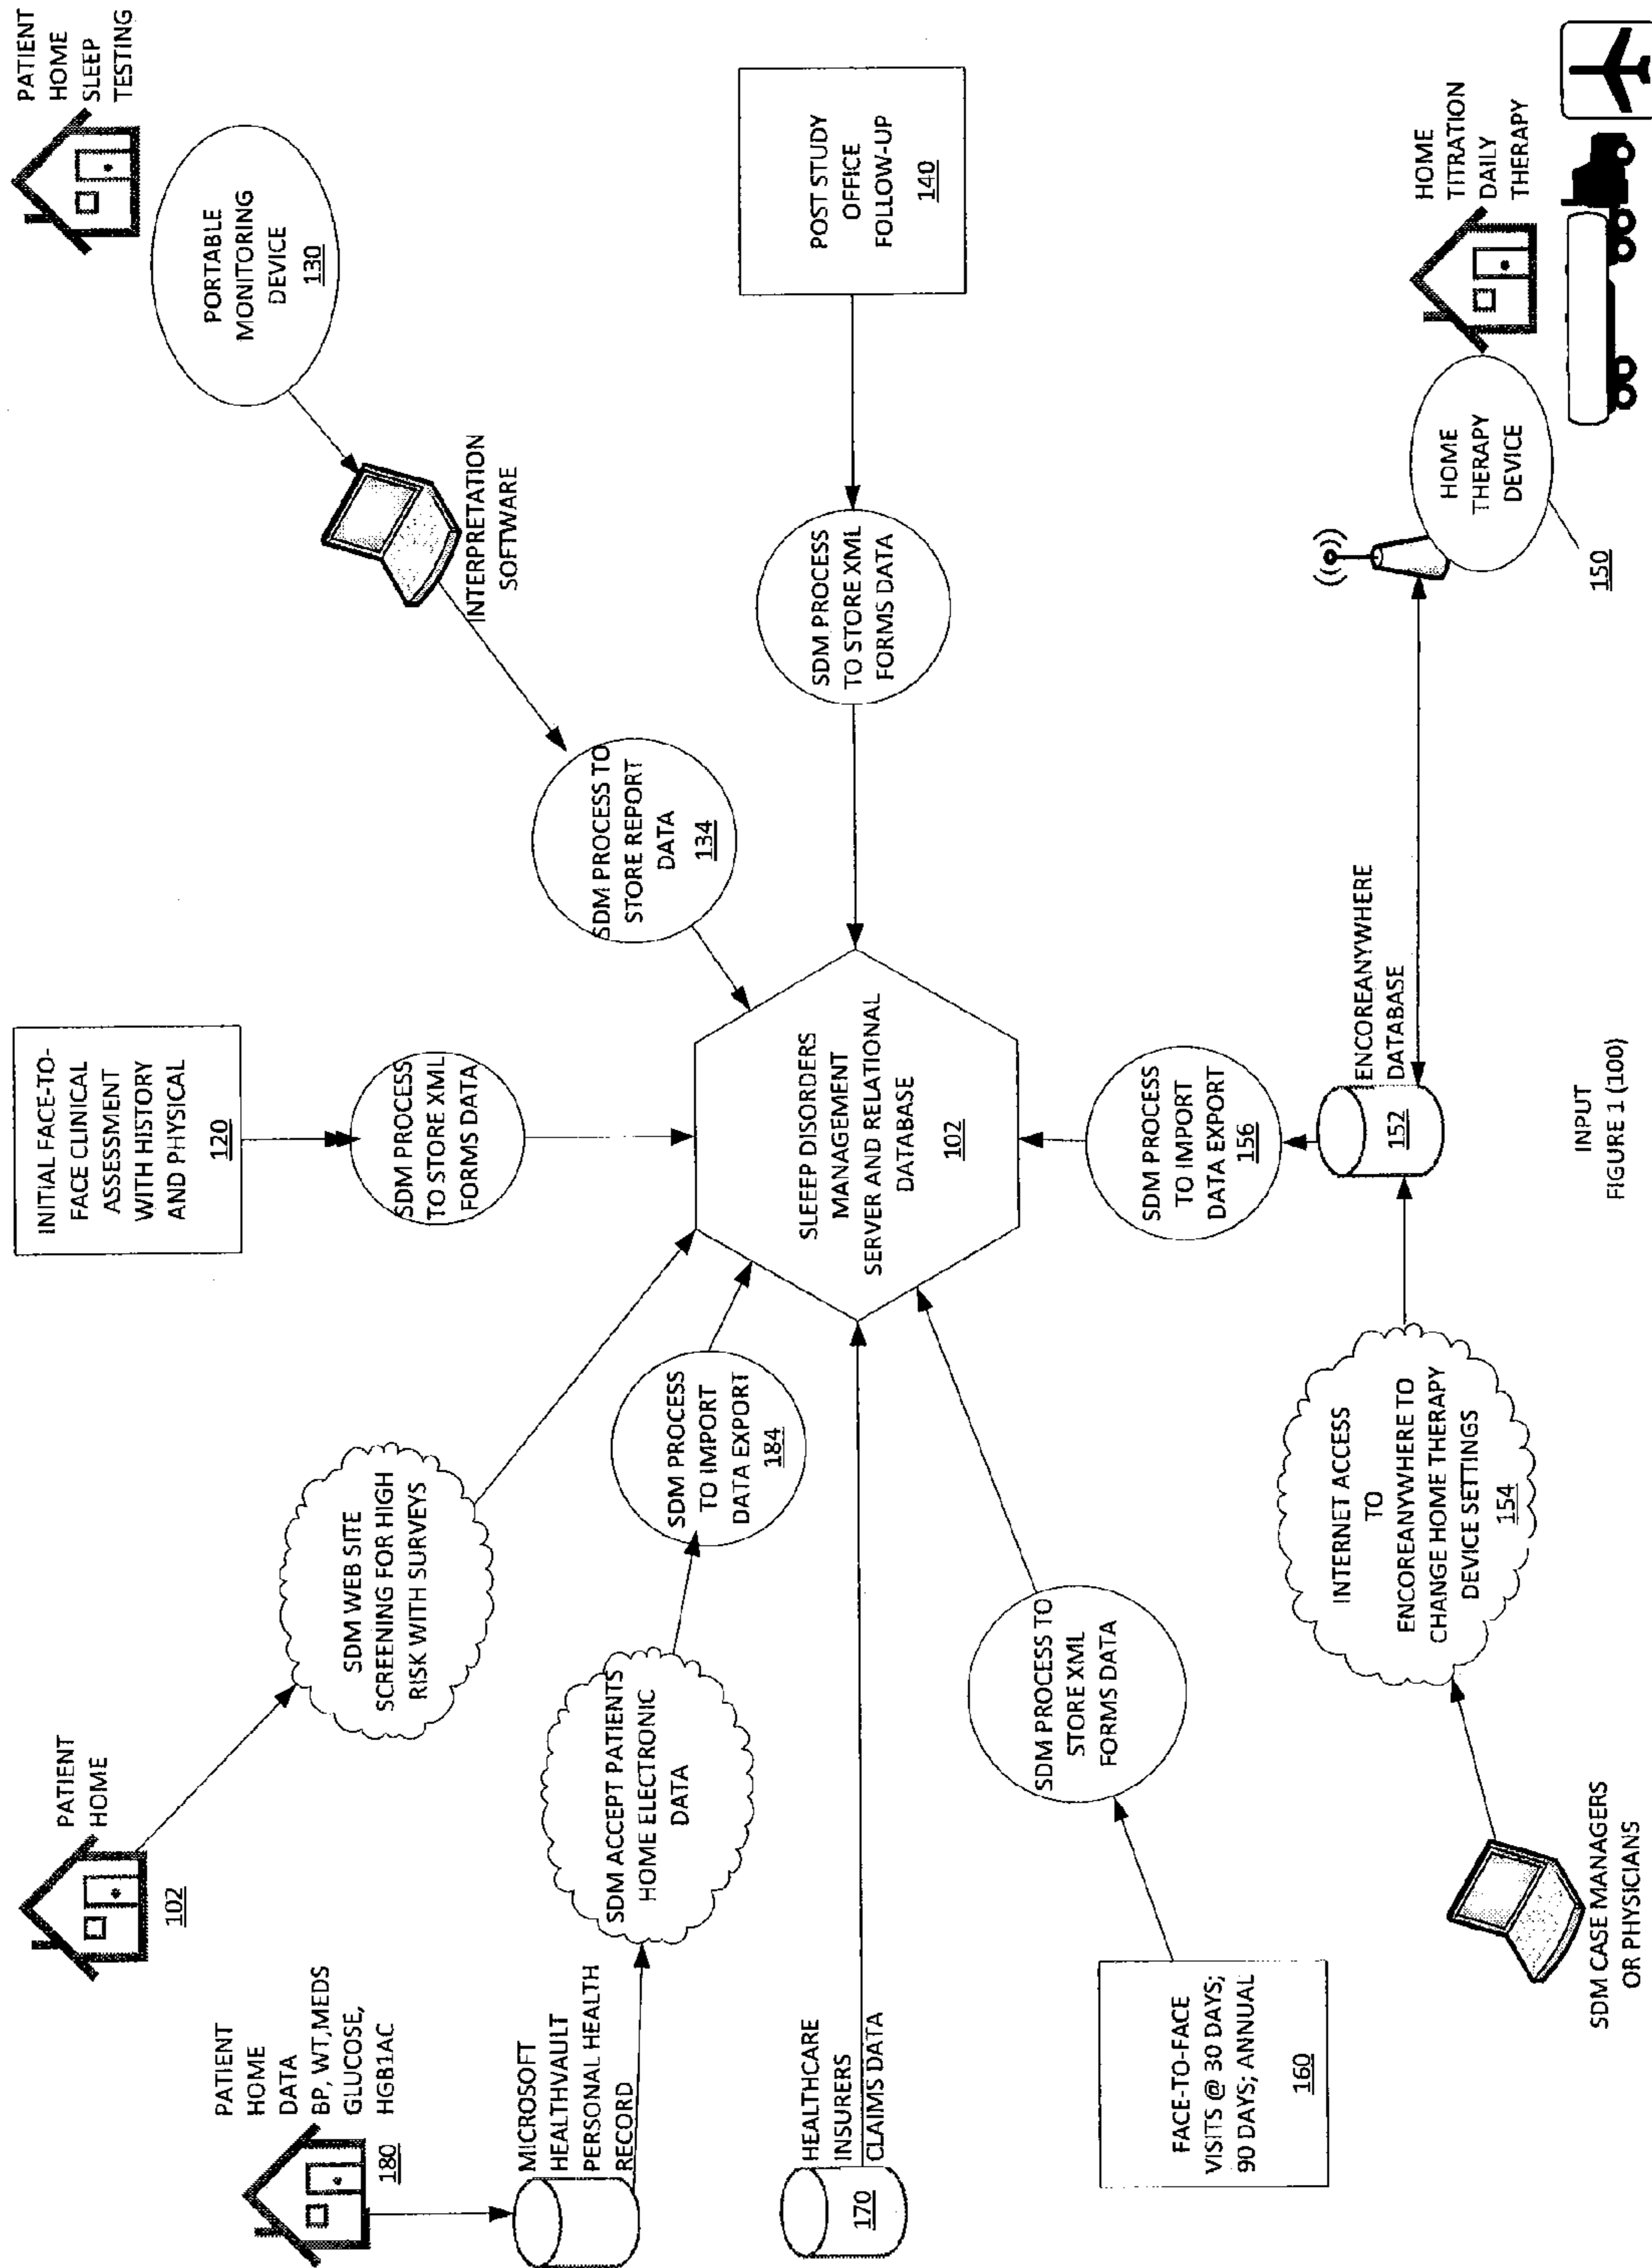 PATIENT
HOME
DATA
BP, WT,MEDS
GLUCOSE,
HGB1AC
180
PATIENT
HOME
102
INITIAL FACE-TO-
FACE CLINICAL
ASSESSMENT
WITH HISTORY
AND PHYSICAL
120
PATIENT
HOME
SLEEP
TESTING
PORTABLE
MONITORING
DEVICE
130
MICROSOFT
HEALTHVAULT
PERSONAL HEALTH
RECORD
SDM WEB SITE
SCREENING FOR HIGH
RISK WITH SURVEYS
SDM PROCESS
TO STORE XML
FORMS DATA
INTERPRETATION
SOFTWARE
SDM ACCEPT PATIENTS
HOME ELECTRONIC
DATA
SDM PROCESS
TO IMPORT
DATA EXPORT
184
SDM PROCESS TO
STORE REPORT
DATA
134
HEALTHCARE
INSURERS
CLAIMS DATA
170
SLEEP DISORDERS
MANAGEMENT
SERVER AND RELATIONAL
DATABASE
102
SDM PROCESS
TO STORE XML
FORMS DATA
POST STUDY
OFFICE
FOLLOW-UP
140
FACE-TO-FACE
VISITS @ 30 DAYS;
90 DAYS; ANNUAL
160
SDM PROCESS TO
STORE XML
FORMS DATA
SDM PROCESS
TO IMPORT
DATA EXPORT
156
ENCOREANYWHERE
DATABASE
152
INTERNET ACCESS
TO
ENCOREANYWHERE TO
CHANGE HOME THERAPY
DEVICE SETTINGS
154
SDM CASE MANAGERS
OR PHYSICIANS
HOME
THERAPY
DEVICE
150
HOME
TITRATION
DAILY
THERAPY
INPUT
FIGURE 1 (100)